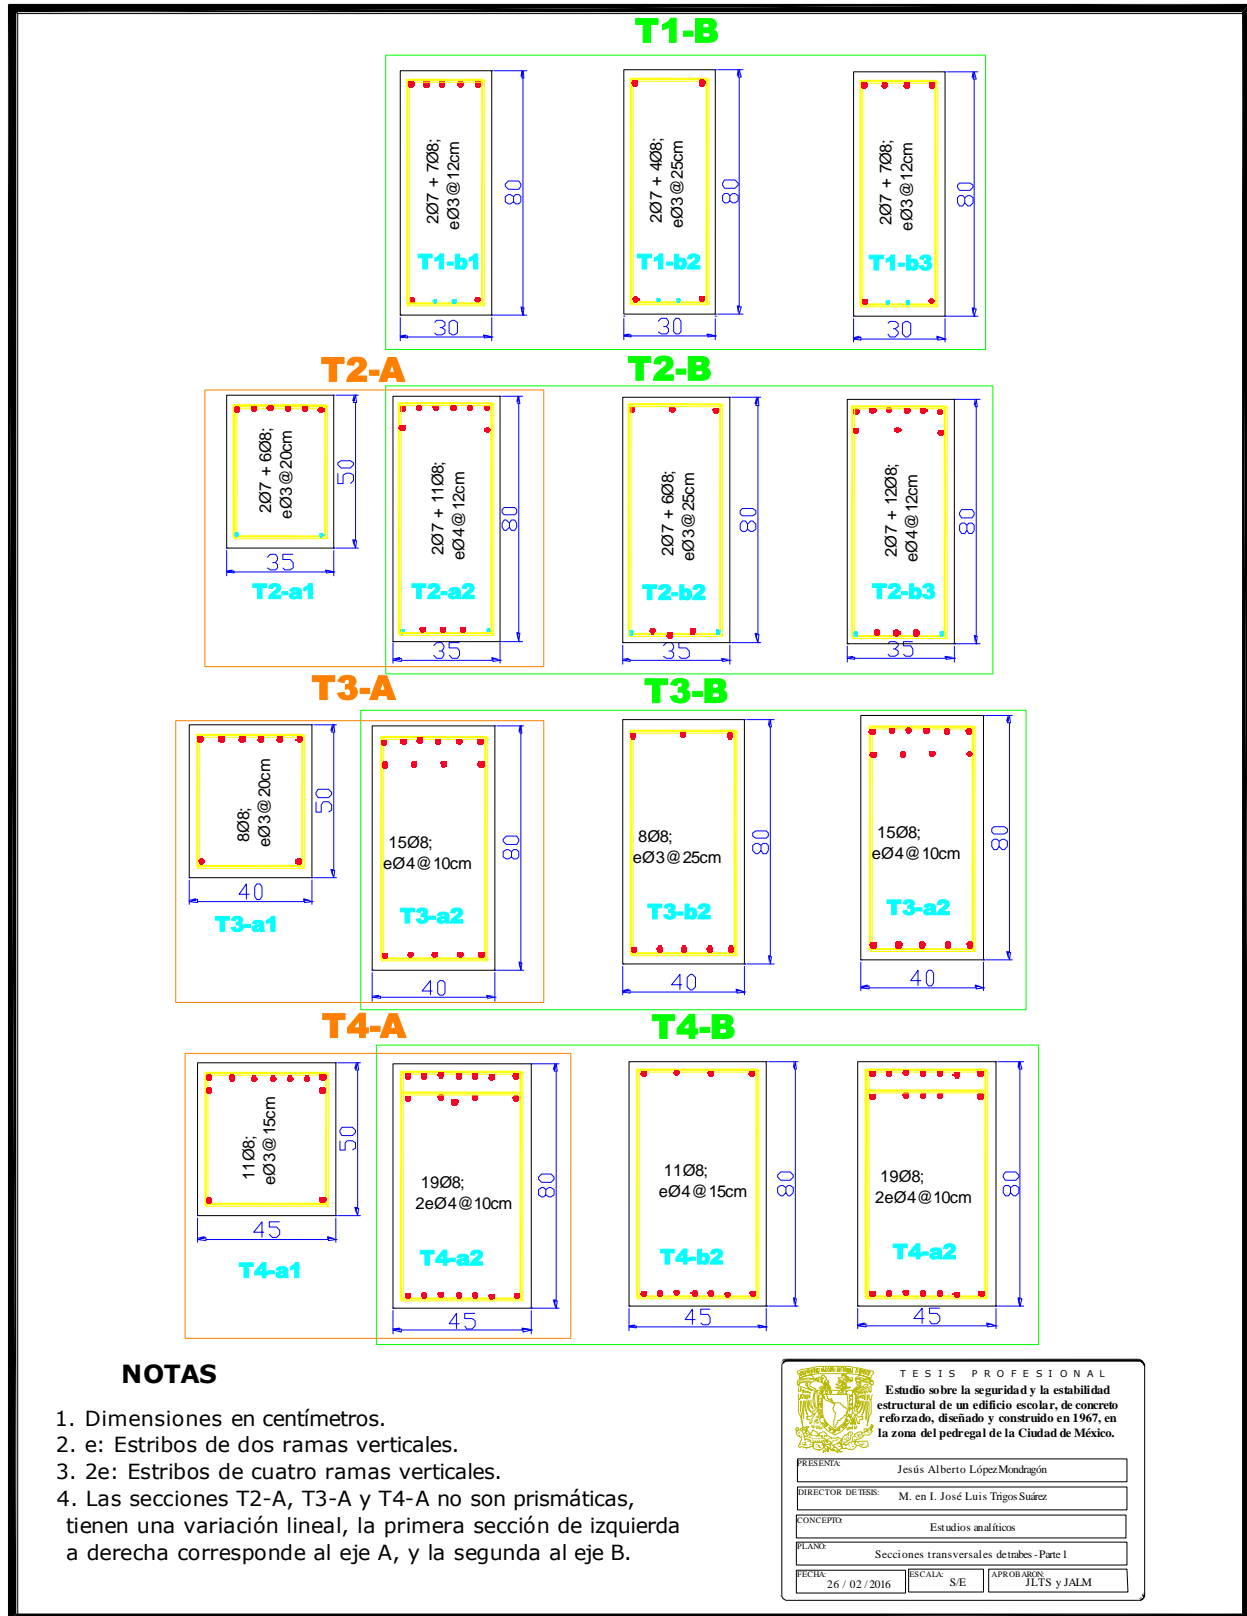 T1-B
2Ø7 + 7Ø8;
eØ3@12cm
T1-b1
80
30
2Ø7 + 4Ø8;
eØ3@25cm
T1-b2
80
30
2Ø7 + 7Ø8;
eØ3@12cm
T1-b3
80
30
T2-A
T2-B
2Ø7 + 6Ø8;
eØ3@20cm
50
35
T2-a1
2Ø7 + 11Ø8;
eØ4@12cm
T2-a2
80
35
2Ø7 + 6Ø8;
eØ3@25cm
T2-b2
80
35
2Ø7 + 12Ø8;
eØ4@12cm
T2-b3
80
35
T3-A
T3-B
8Ø8;
eØ3@20cm
50
40
T3-a1
15Ø8;
eØ4@10cm
T3-a2
80
40
8Ø8;
eØ3@25cm
T3-b2
80
40
15Ø8;
eØ4@10cm
T3-a2
80
40
T4-A
T4-B
11Ø8;
eØ3@15cm
50
45
T4-a1
19Ø8;
2eØ4@10cm
T4-a2
80
45
11Ø8;
eØ4@15cm
T4-b2
80
45
19Ø8;
2eØ4@10cm
T4-a2
80
45
NOTAS
1. Dimensiones en centímetros.
2. e: Estribos de dos ramas verticales.
3. 2e: Estribos de cuatro ramas verticales.
4. Las secciones T2-A, T3-A y T4-A no son prismáticas,
tienen una variación lineal, la primera sección de izquierda
a derecha corresponde al eje A, y la segunda al eje B.
TESIS PROFESIONAL
Estudio sobre la seguridad y la estabilidad
estructural de un edificio escolar, de concreto
reforzado, diseñado y construido en 1967, en
la zona del pedregal de la Ciudad de México.
PRESENTA:
Jesús Alberto López Mondragón
DIRECTOR DE TESIS:
M. en I. José Luis Trigos Suárez
CONCEPTO:
Estudios analíticos
PLANO:
Secciones transversales de trabes - Parte 1
FECHA:
26 / 02 / 2016
ESCALA:
S/E
APROBARON:
JLTS y JALM